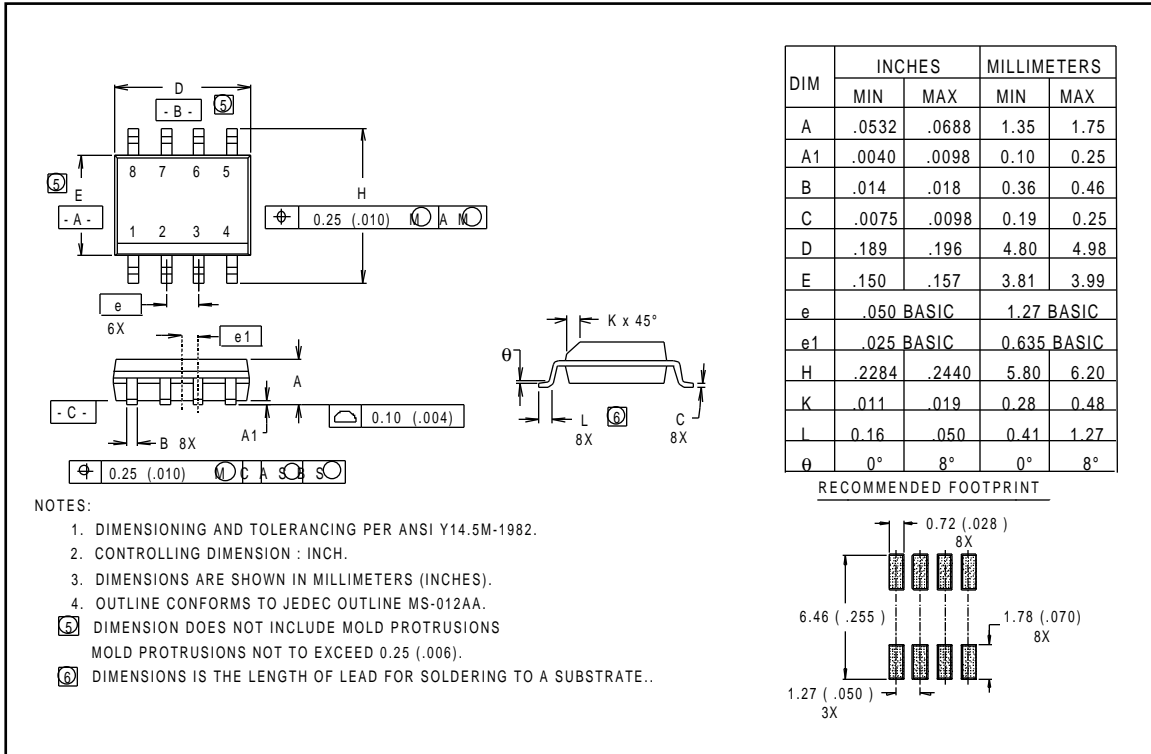 D
- B -
5
8 7 6 5
5
E
- A -
H
0.25 (.010) M A M
1 2 3 4
e
6X
e1
K x 45°
θ
A
- C -
A1
0.10 (.004)
B 8X
L
8X
6
C
8X
0.25 (.010) M C A S B S
DIM INCHES MILLIMETERS
MIN MAX MIN MAX
A .0532 .0688 1.35 1.75
A1 .0040 .0098 0.10 0.25
B .014 .018 0.36 0.46
C .0075 .0098 0.19 0.25
D .189 .196 4.80 4.98
E .150 .157 3.81 3.99
e .050 BASIC 1.27 BASIC
e1 .025 BASIC 0.635 BASIC
H .2284 .2440 5.80 6.20
K .011 .019 0.28 0.48
L 0.16 .050 0.41 1.27
θ 0° 8° 0° 8°
RECOMMENDED FOOTPRINT
0.72 (.028 )
8X
6.46 ( .255 )
1.78 (.070)
8X
1.27 ( .050 )
3X
NOTES:
1. DIMENSIONING AND TOLERANCING PER ANSI Y14.5M-1982.
2. CONTROLLING DIMENSION : INCH.
3. DIMENSIONS ARE SHOWN IN MILLIMETERS (INCHES).
4. OUTLINE CONFORMS TO JEDEC OUTLINE MS-012AA.
5 DIMENSION DOES NOT INCLUDE MOLD PROTRUSIONS
MOLD PROTRUSIONS NOT TO EXCEED 0.25 (.006).
6 DIMENSIONS IS THE LENGTH OF LEAD FOR SOLDERING TO A SUBSTRATE..